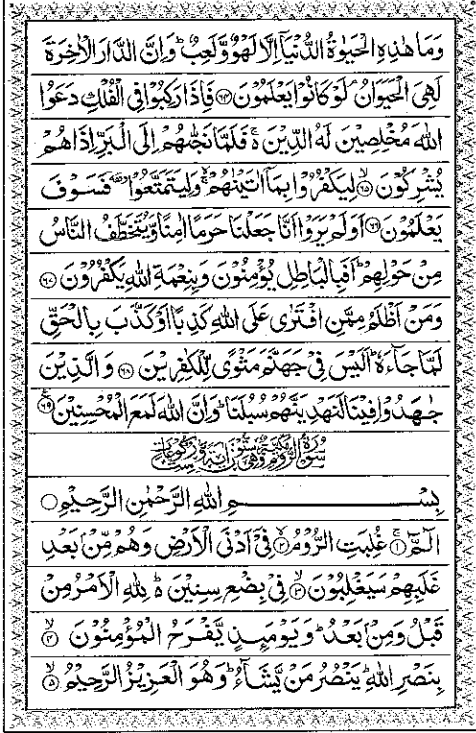 وَمَا هٰذِهِ الْحَيٰوةُ الدُّنْيَآ اِلَّا لَهْوٌ وَّلَعِبٌ ؕ وَاِنَّ الدَّارَ الْاٰخِرَةَ
لَهِيَ الْحَيَوَانُ ۘ لَوْ كَانُوْا يَعْلَمُوْنَ ﴿۶۴﴾ فَاِذَا رَكِبُوْا فِي الْفُلْكِ دَعَوُا
اللّٰهَ مُخْلِصِيْنَ لَهُ الدِّيْنَ ۚ۬ فَلَمَّا نَجّٰىهُمْ اِلَى الْبَرِّ اِذَا هُمْ
يُشْرِكُوْنَ ﴿ۙ۶۵﴾ لِيَكْفُرُوْا بِمَآ اٰتَيْنٰهُمْ ۙۚ وَلِيَتَمَتَّعُوْا ٝ فَسَوْفَ
يَعْلَمُوْنَ ﴿۶۶﴾ اَوَلَمْ يَرَوْا اَنَّا جَعَلْنَا حَرَمًا اٰمِنًا وَّيُتَخَطَّفُ النَّاسُ
مِنْ حَوْلِهِمْ ؕ اَفَبِالْبَاطِلِ يُؤْمِنُوْنَ وَبِنِعْمَةِ اللّٰهِ يَكْفُرُوْنَ ﴿۶۷﴾
وَمَنْ اَظْلَمُ مِمَّنِ افْتَرٰى عَلَى اللّٰهِ كَذِبًا اَوْ كَذَّبَ بِالْحَقِّ
لَمَّا جَآءَهٗ ؕ اَلَيْسَ فِيْ جَهَنَّمَ مَثْوًى لِّلْكٰفِرِيْنَ ﴿۶۸﴾ وَالَّذِيْنَ
جٰهَدُوْا فِيْنَا لَنَهْدِيَنَّهُمْ سُبُلَنَا ؕ وَاِنَّ اللّٰهَ لَمَعَ الْمُحْسِنِيْنَ ﴿۶۹﴾
سُوْرَةُ الرُّوْمِ مَكِّيَّةٌ وَّهِيَ سِتُّوْنَ اٰيَةً وَّسِتُّ رُكُوْعَاتٍ
بِسْمِ اللّٰهِ الرَّحْمٰنِ الرَّحِيْمِ
الٓمّٓ ﴿ۚ۱﴾ غُلِبَتِ الرُّوْمُ ﴿ۙ۲﴾ فِيْٓ اَدْنَى الْاَرْضِ وَهُمْ مِّنْۢ بَعْدِ
غَلَبِهِمْ سَيَغْلِبُوْنَ ﴿ۙ۳﴾ فِيْ بِضْعِ سِنِيْنَ ۬ؕ لِلّٰهِ الْاَمْرُ مِنْ
قَبْلُ وَمِنْۢ بَعْدُ ؕ وَيَوْمَىِٕذٍ يَّفْرَحُ الْمُؤْمِنُوْنَ ﴿ۙ۴﴾
بِنَصْرِ اللّٰهِ ؕ يَنْصُرُ مَنْ يَّشَآءُ ؕ وَهُوَ الْعَزِيْزُ الرَّحِيْمُ ﴿ۙ۵﴾